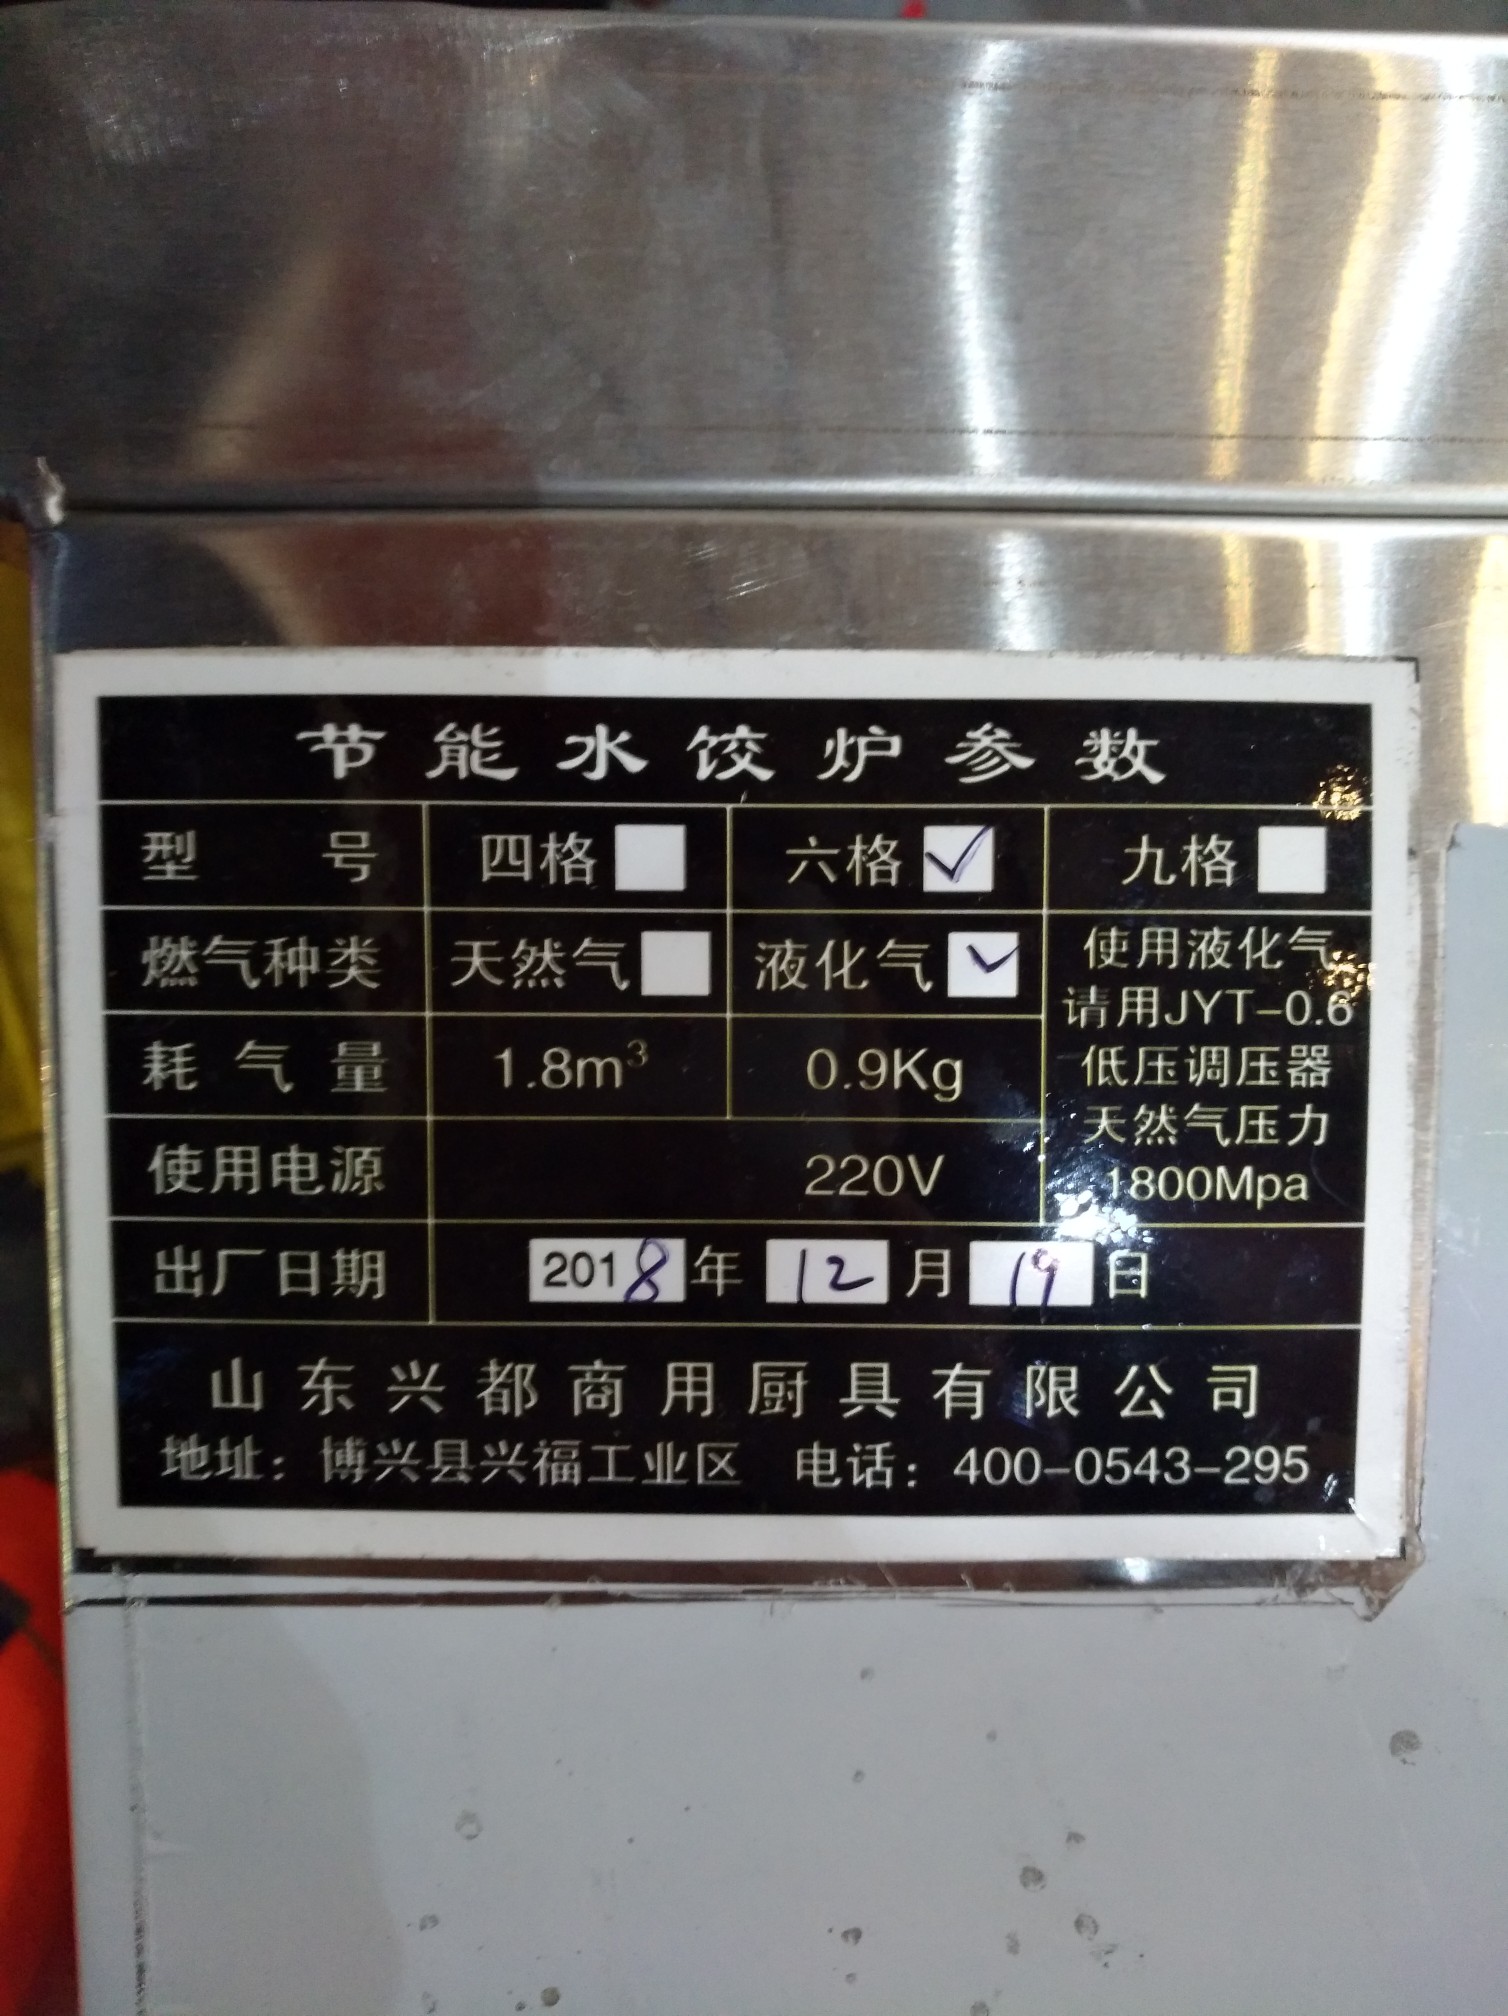 节能水饺炉参数
型号 四格 六格 ✓ 九格
燃气种类 天然气 液化气 ✓
耗气量 1.8m³ 0.9Kg
使用液化气
请用JYT-0.6
低压调压器
天然气压力
1800Mpa
使用电源 220V
出厂日期 2018年12月19日
山东兴都商用厨具有限公司
地址：博兴县兴福工业区 电话：400-0543-295